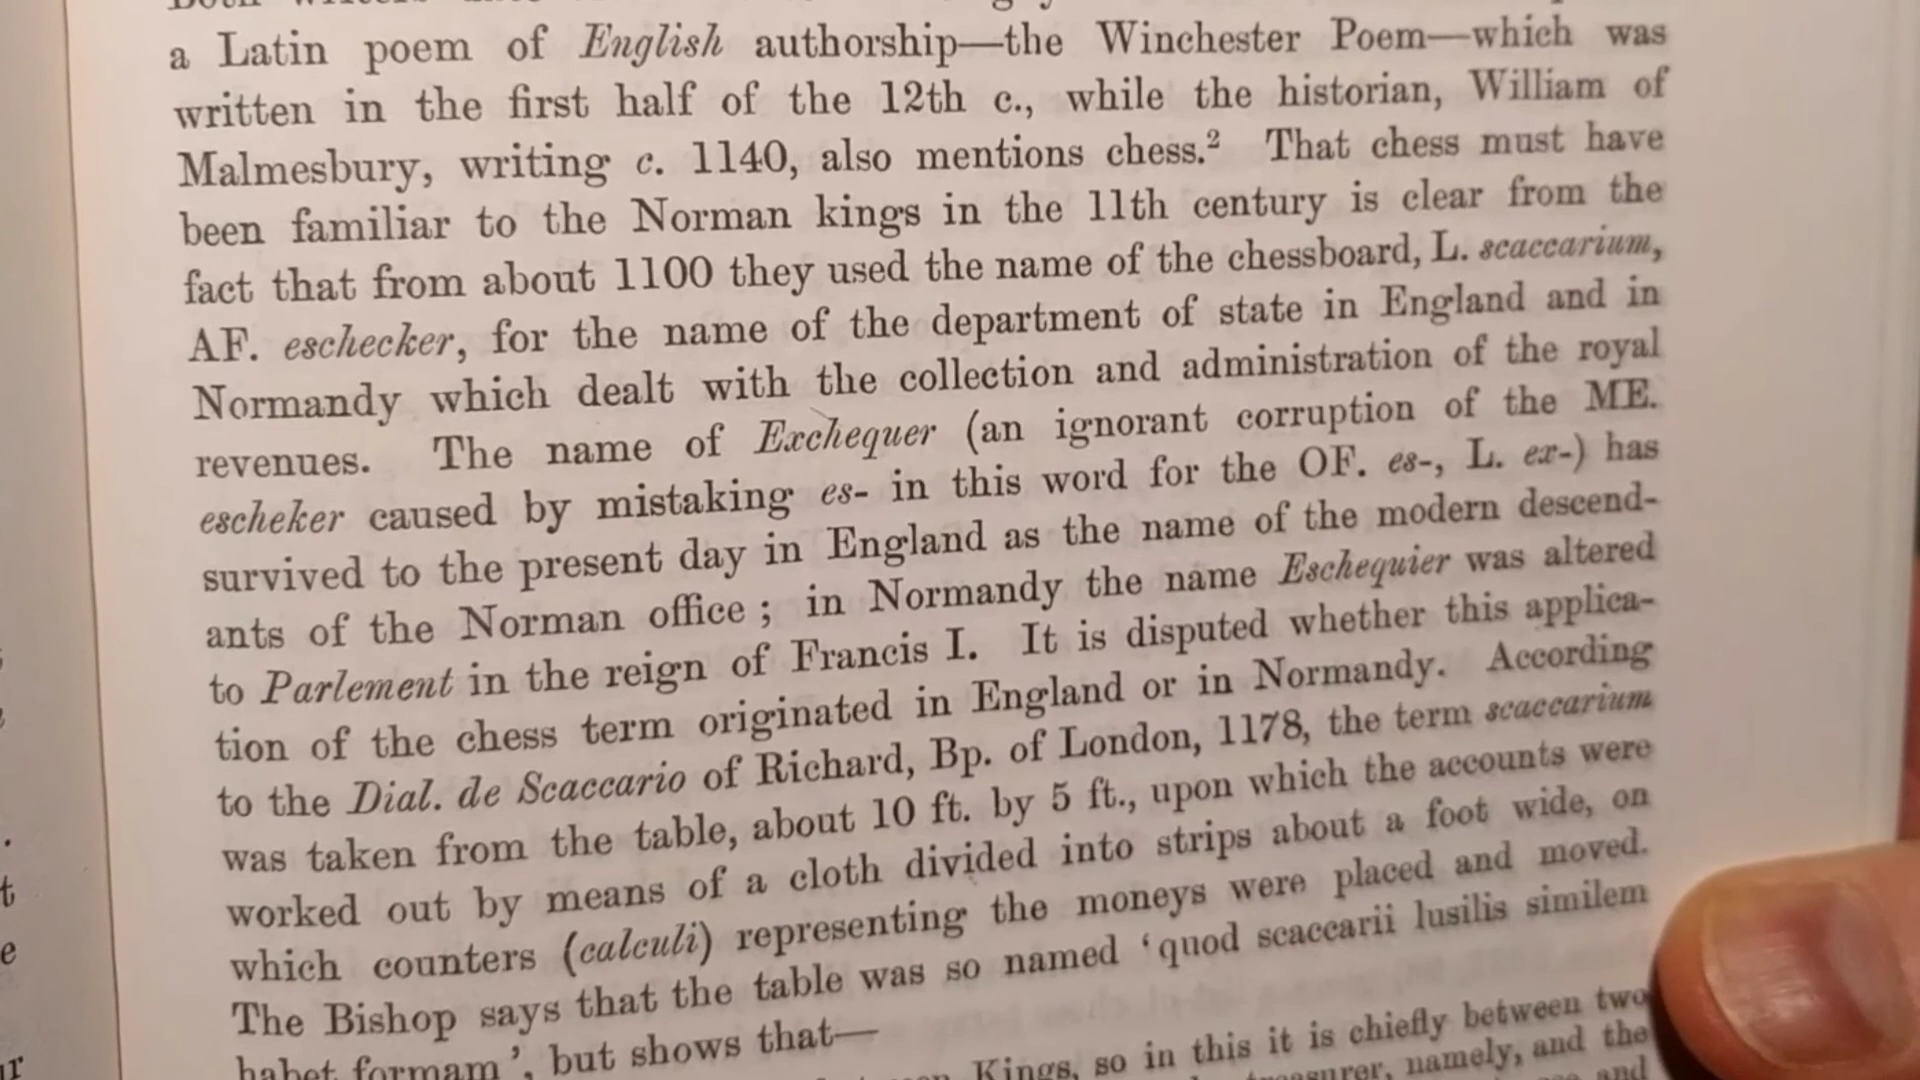 a Latin poem of English authorship—the Winchester Poem—which was
written in the first half of the 12th c., while the historian, William of
Malmesbury, writing c. 1140, also mentions chess.² That chess must have
been familiar to the Norman kings in the 11th century is clear from the
fact that from about 1100 they used the name of the chessboard, L. scaccarium,
AF. eschecker, for the name of the department of state in England and in
Normandy which dealt with the collection and administration of the royal
revenues. The name of Exchequer (an ignorant corruption of the ME.
escheker caused by mistaking es- in this word for the OF. es-, L. ex-) has
survived to the present day in England as the name of the modern descend-
ants of the Norman office ; in Normandy the name Eschequier was altered
to Parlement in the reign of Francis I. It is disputed whether this applica-
tion of the chess term originated in England or in Normandy. According
to the Dial. de Scaccario of Richard, Bp. of London, 1178, the term scaccarium
was taken from the table, about 10 ft. by 5 ft., upon which the accounts were
worked out by means of a cloth divided into strips about a foot wide, on
which counters (calculi) representing the moneys were placed and moved.
The Bishop says that the table was so named ‘quod scaccarii lusilis similem
habet formam’, but shows that—
Kings, so in this it is chiefly between two
namely, and the
and